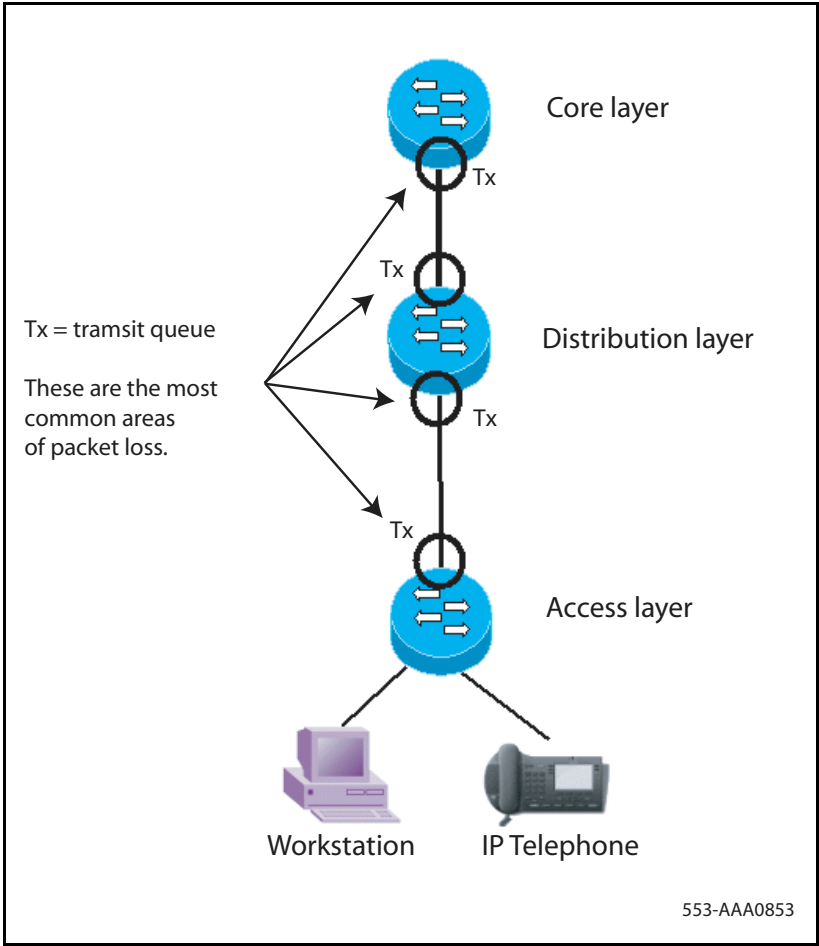 Core layer
Tx
Tx
Tx = tramsit queue
Distribution layer
These are the most
common areas
of packet loss.
Tx
Tx
Access layer
Workstation
IP Telephone
553-AAA0853